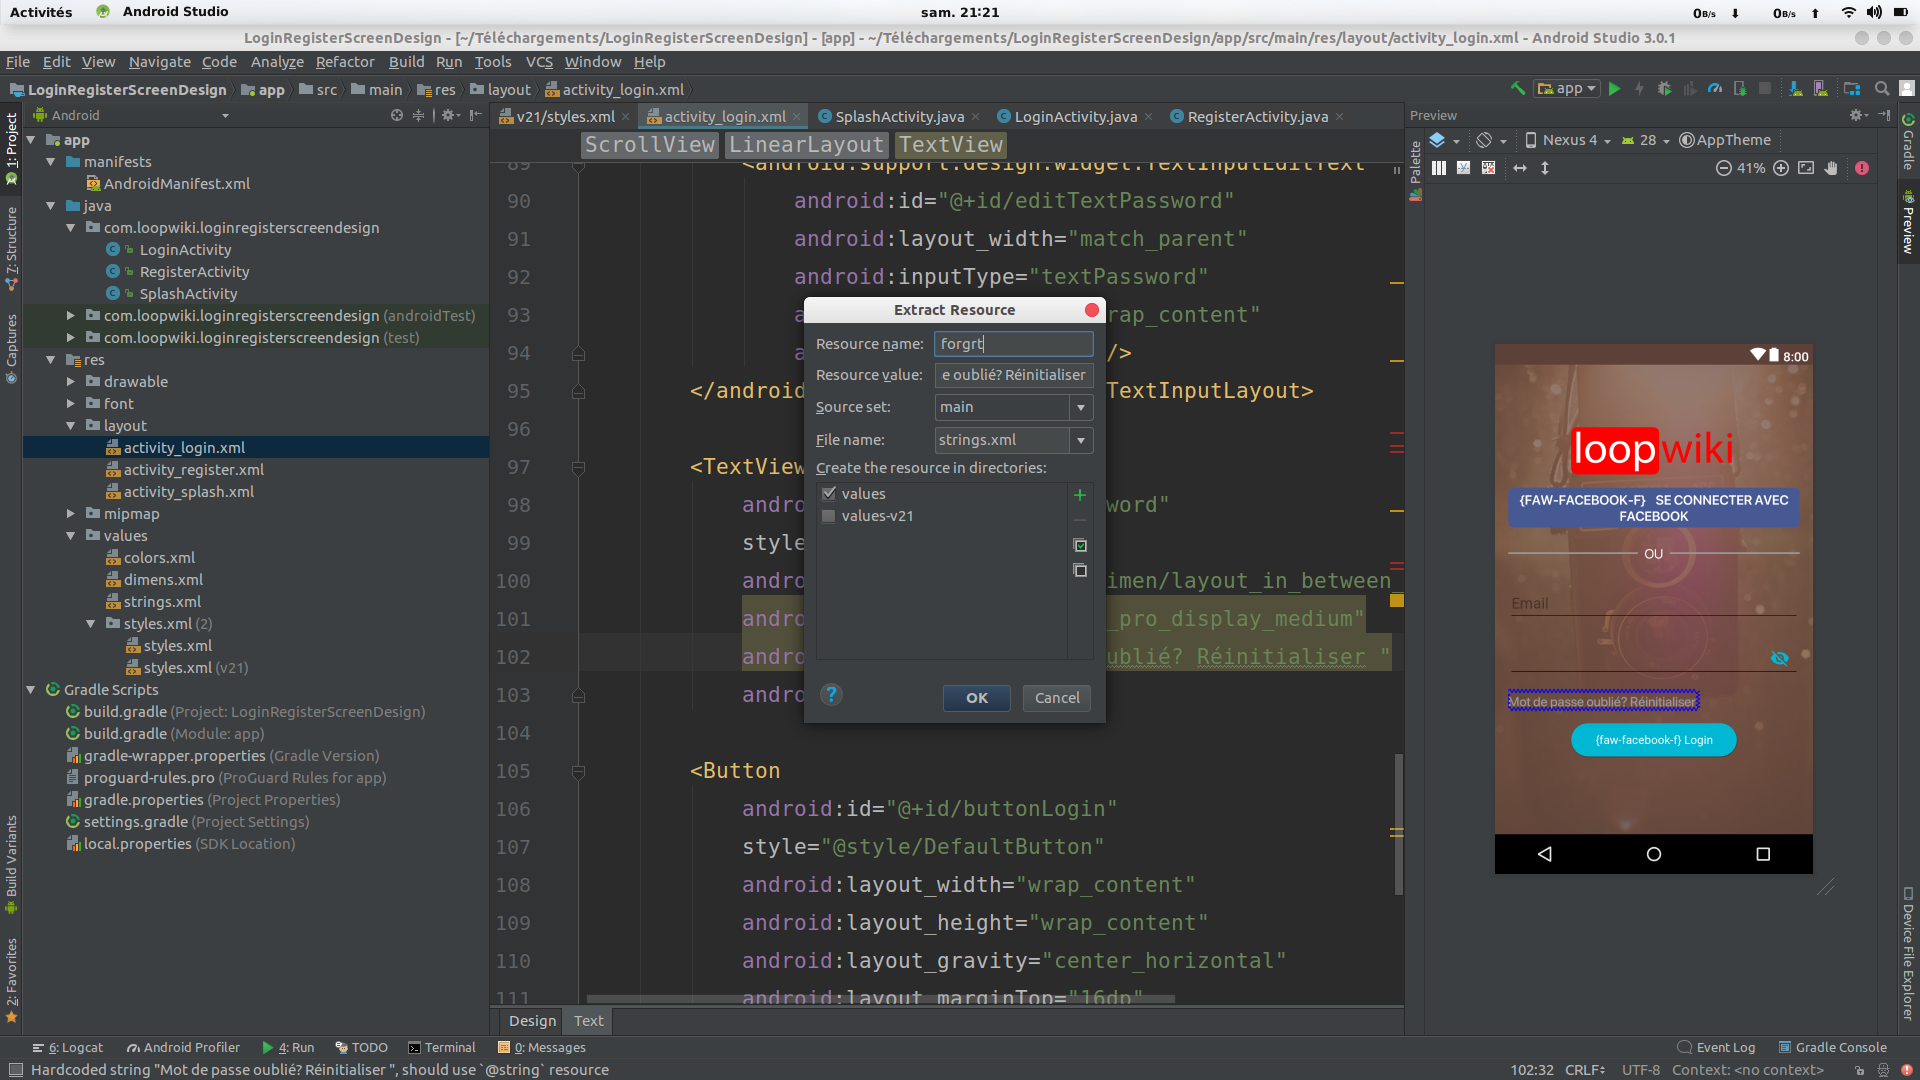 Activités Android Studio sam. 21:21 0B/s 0B/s
LoginRegisterScreenDesign - [~/Téléchargements/LoginRegisterScreenDesign] - [app] - ~/Téléchargements/LoginRegisterScreenDesign/app/src/main/res/layout/activity_login.xml - Android Studio 3.0.1
File Edit View Navigate Code Analyze Refactor Build Run Tools VCS Window Help
LoginRegisterScreenDesign app src main res layout activity_login.xml app
1: Project
7: Structure
Captures
Build Variants
2: Favorites
Android
app
manifests
AndroidManifest.xml
java
com.loopwiki.loginregisterscreendesign
LoginActivity
RegisterActivity
SplashActivity
com.loopwiki.loginregisterscreendesign (androidTest)
com.loopwiki.loginregisterscreendesign (test)
res
drawable
font
layout
activity_login.xml
activity_register.xml
activity_splash.xml
mipmap
values
colors.xml
dimens.xml
strings.xml
styles.xml (2)
styles.xml
styles.xml (v21)
Gradle Scripts
build.gradle (Project: LoginRegisterScreenDesign)
build.gradle (Module: app)
gradle-wrapper.properties (Gradle Version)
proguard-rules.pro (ProGuard Rules for app)
gradle.properties (Project Properties)
settings.gradle (Project Settings)
local.properties (SDK Location)
v21/styles.xml activity_login.xml SplashActivity.java LoginActivity.java RegisterActivity.java
ScrollView LinearLayout TextView
89 <android.support.design.widget.TextInputEditText
90 android:id="@+id/editTextPassword"
91 android:layout_width="match_parent"
92 android:inputType="textPassword"
93 a rap_content"
94 a />
95 </android TextInputLayout>
96
97 <TextView
98 andro word"
99 style
100 andro imen/layout_in_between_
101 andro _pro_display_medium"
102 andro ublié? Réinitialiser "
103 andro
104
105 <Button
106 android:id="@+id/buttonLogin"
107 style="@style/DefaultButton"
108 android:layout_width="wrap_content"
109 android:layout_height="wrap_content"
110 android:layout_gravity="center_horizontal"
111 android:layout_marginTop="16dp"
Design Text
Extract Resource
Resource name: forgrt
Resource value: e oublié? Réinitialiser
Source set: main
File name: strings.xml
Create the resource in directories:
values
values-v21
? OK Cancel
Preview
Palette
Nexus 4 28 AppTheme
41%
8:00
loopwiki
{FAW-FACEBOOK-F} SE CONNECTER AVEC
FACEBOOK
OU
Email
Mot de passe oublié? Réinitialiser
{faw-facebook-f} Login
Gradle
Preview
Device File Explorer
6: Logcat Android Profiler 4: Run TODO Terminal 0: Messages Event Log Gradle Console
Hardcoded string "Mot de passe oublié? Réinitialiser ", should use `@string` resource 102:32 CRLF UTF-8 Context: <no context>